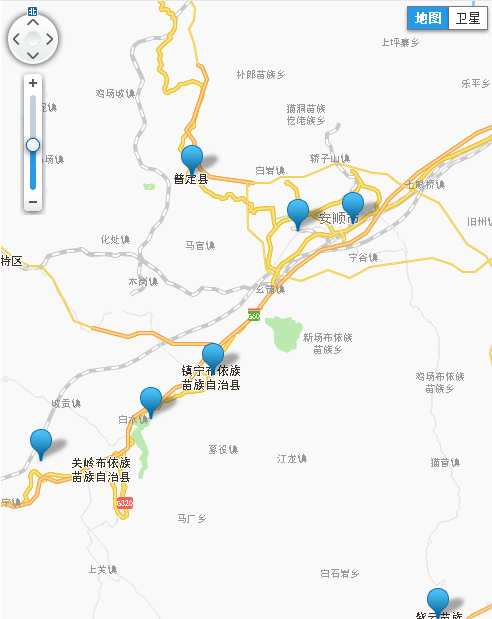 北
地图 卫星
上坪寨乡
补郎苗族乡
乐平乡
鸡场坡镇
猫洞苗族
仡佬族乡
轿子山镇
场镇
白岩镇
普定县
七眼桥镇
安顺市
旧州镇
化处镇
马官镇
宁谷镇
特区
木岗镇
幺铺镇
G60
新场布依族
苗族乡
镇宁布依族
苗族自治县
鸡场布依族
苗族乡
坡贡镇
白水镇
募役镇
汀龙镇
猫营镇
关岭布依族
苗族自治县
宁镇
G320
马厂乡
上关镇
白石岩乡
紫云苗族